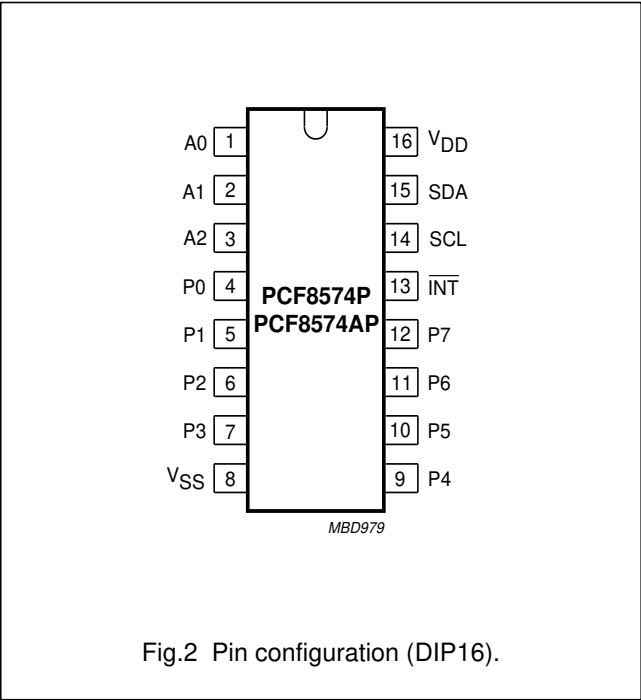 A0 1 16 VDD
A1 2 15 SDA
A2 3 14 SCL
P0 4 13 INT
PCF8574P
PCF8574AP
P1 5 12 P7
P2 6 11 P6
P3 7 10 P5
VSS 8 9 P4
MBD979
Fig.2 Pin configuration (DIP16).